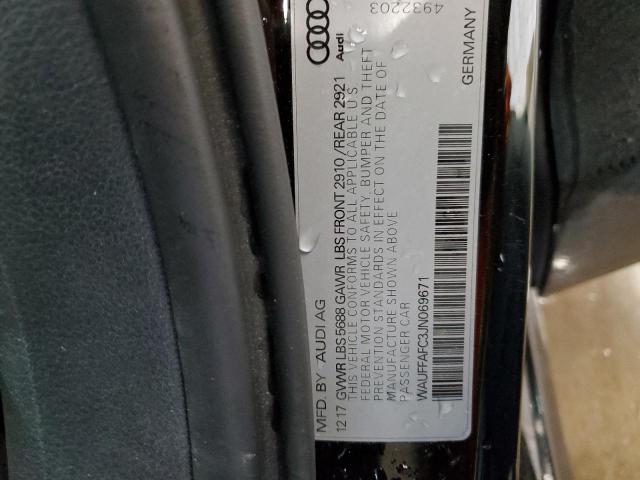 MFD. BY AUDI AG
Audi
4932203
12 17 GVWR LBS 5688 GAWR LBS FRONT 2910 /REAR 2921
THIS VEHICLE CONFORMS TO ALL APPLICABLE U.S
FEDERAL MOTOR VEHICLE SAFETY, BUMPER AND THEFT
PREVENTION STANDARDS IN EFFECT ON THE DATE OF
MANUFACTURE SHOWN ABOVE
PASSENGER CAR
WAUFFAFC3JN069671
GERMANY